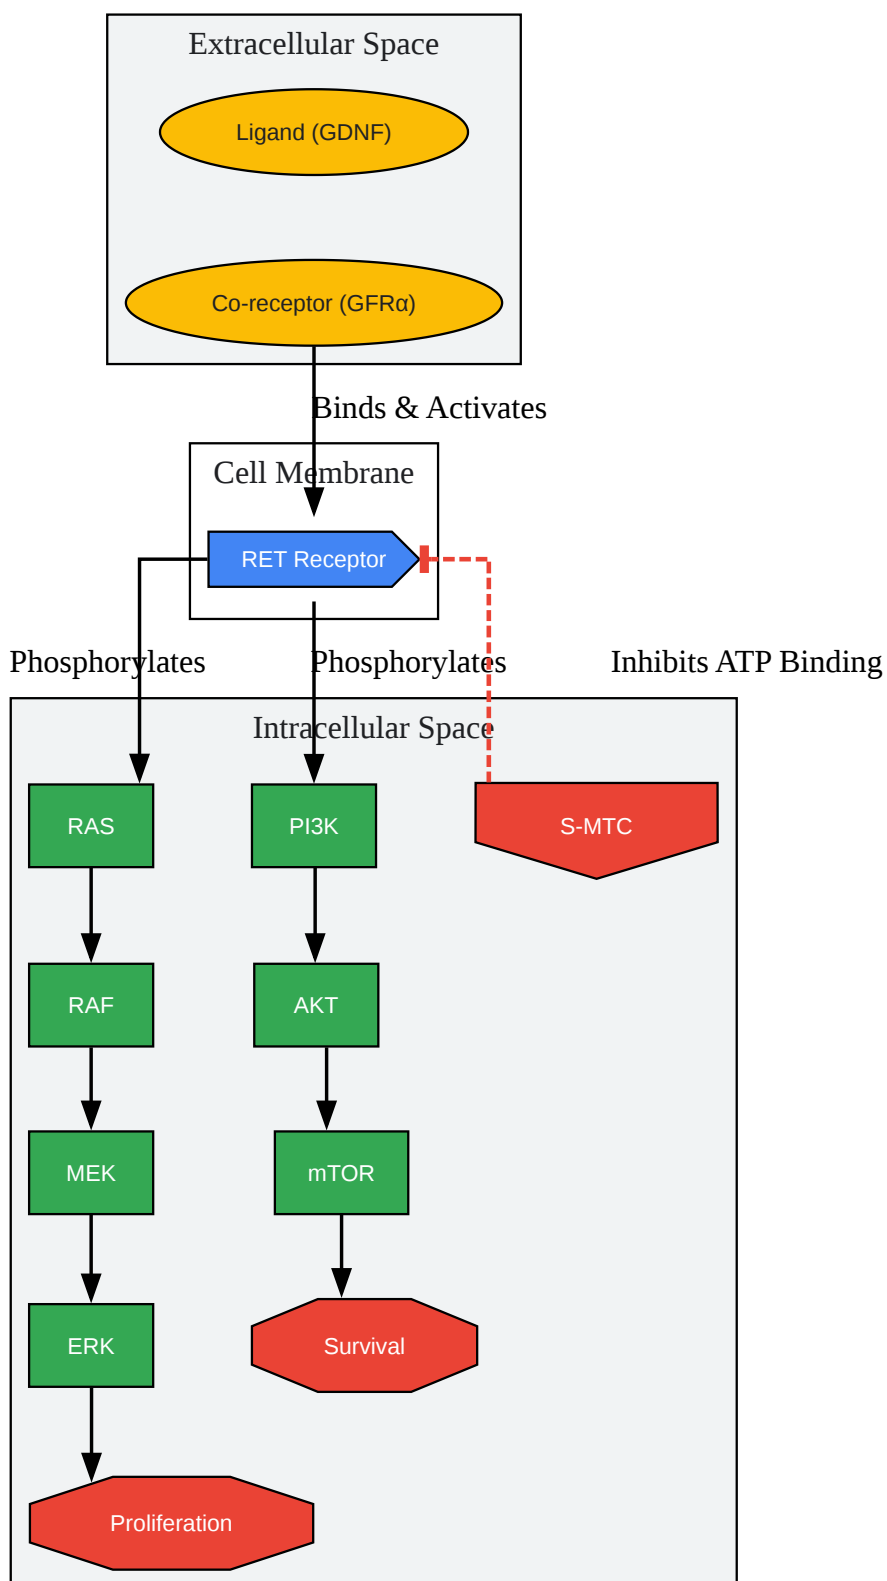 Extracellular Space
Ligand (GDNF)
Co-receptor (GFRα)
Binds & Activates
Cell Membrane
RET Receptor
Phosphorylates
Phosphorylates
Inhibits ATP Binding
Intracellular Space
RAS
PI3K
S-MTC
RAF
AKT
MEK
mTOR
ERK
Survival
Proliferation